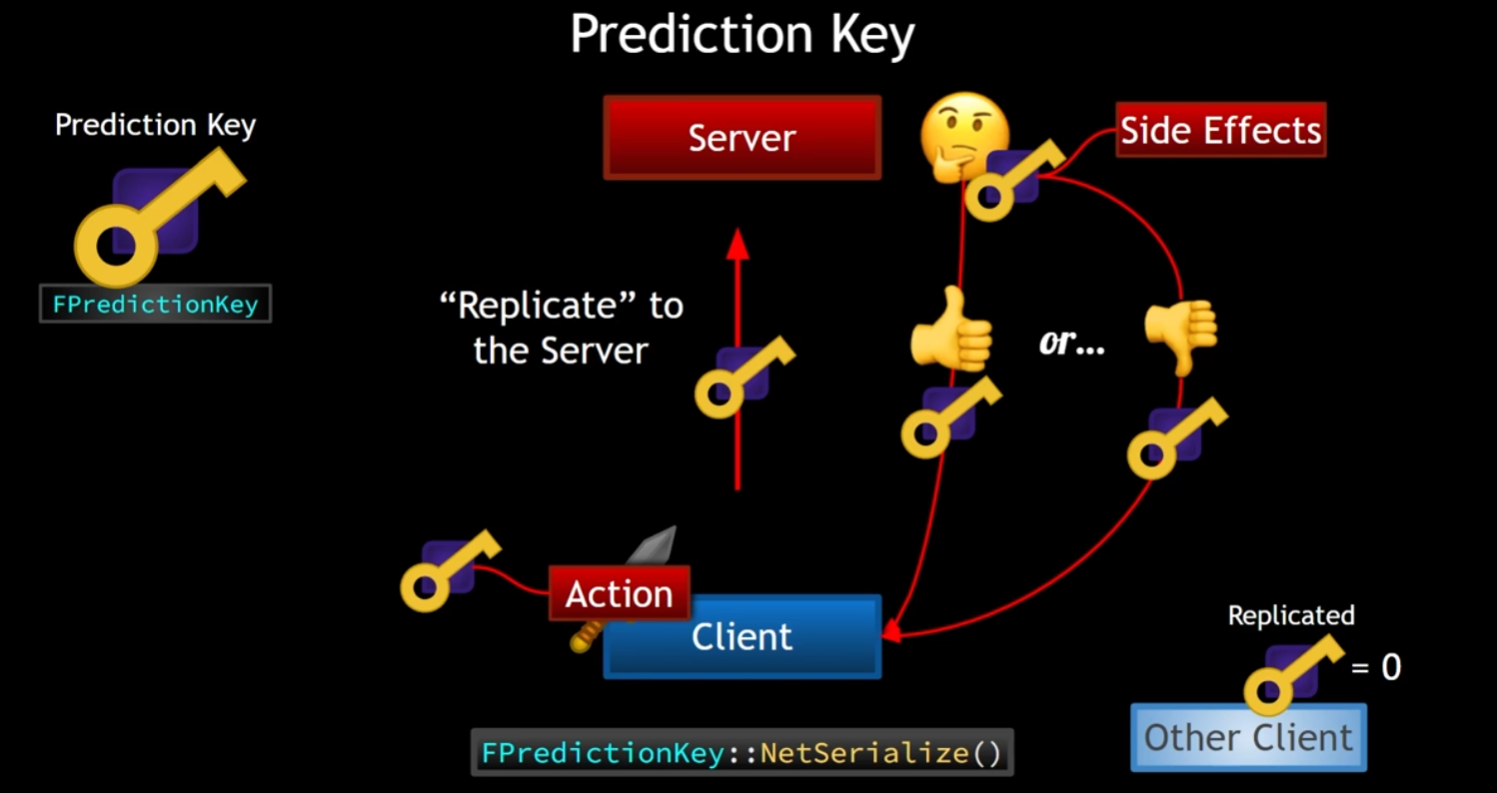 Prediction Key
Prediction Key
FPredictionKey
Server
Side Effects
“Replicate” to
the Server
or...
Action
Client
Replicated
= 0
Other Client
FPredictionKey::NetSerialize()